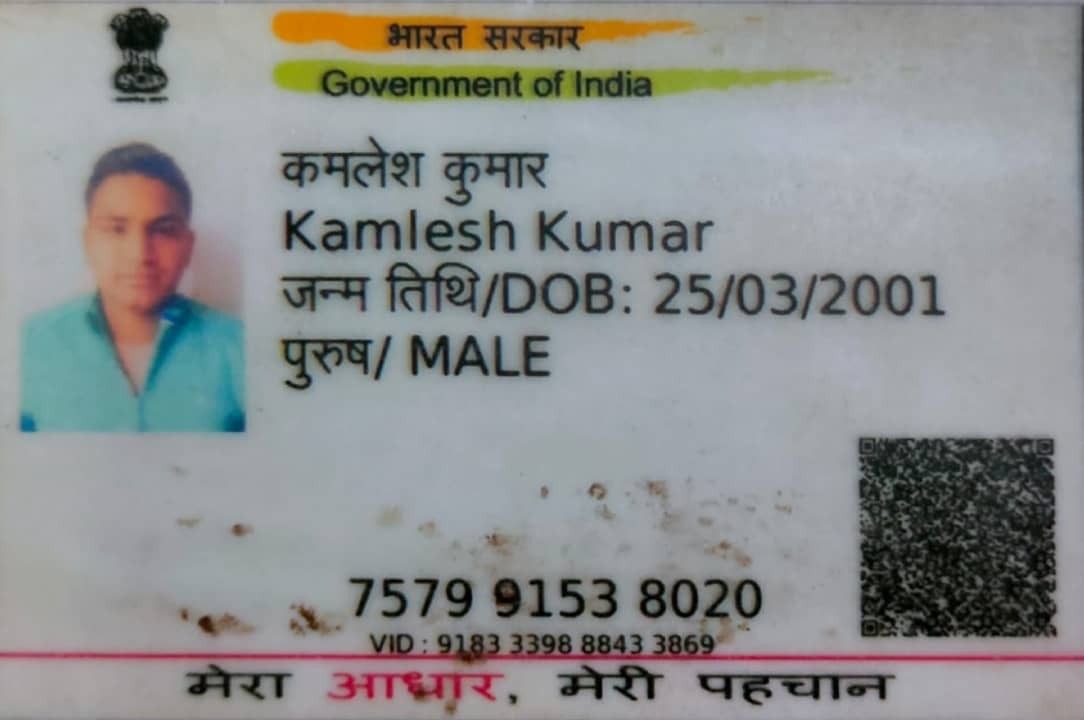 भारत सरकार
Government of India
कमलेश कुमार
Kamlesh Kumar
जन्म तिथि/DOB: 25/03/2001
पुरुष/ MALE
7579 9153 8020
VID : 9183 3398 8843 3869
मेरा आधार, मेरी पहचान